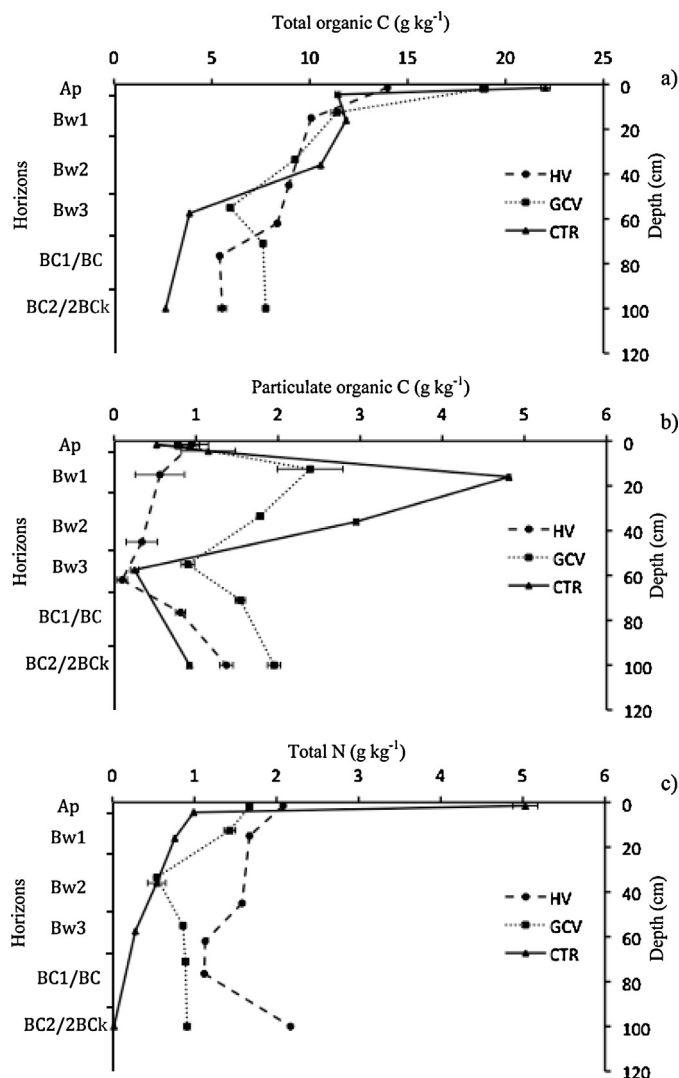 Total organic C (g kg-1)
0 5 10 15 20 25
a)
Ap
Bw1
Bw2
Bw3
BC1/BC
BC2/2BCk
Horizons
HV
GCV
CTR
0
20
40
60
80
100
120
Depth (cm)
Particulate organic C (g kg-1)
0 1 2 3 4 5 6
b)
Ap
Bw1
Bw2
Bw3
BC1/BC
BC2/2BCk
Horizons
HV
GCV
CTR
0
20
40
60
80
100
120
Depth (cm)
Total N (g kg-1)
0 1 2 3 4 5 6
c)
Ap
Bw1
Bw2
Bw3
BC1/BC
BC2/2BCk
Horizons
HV
GCV
CTR
0
20
40
60
80
100
120
Depth (cm)